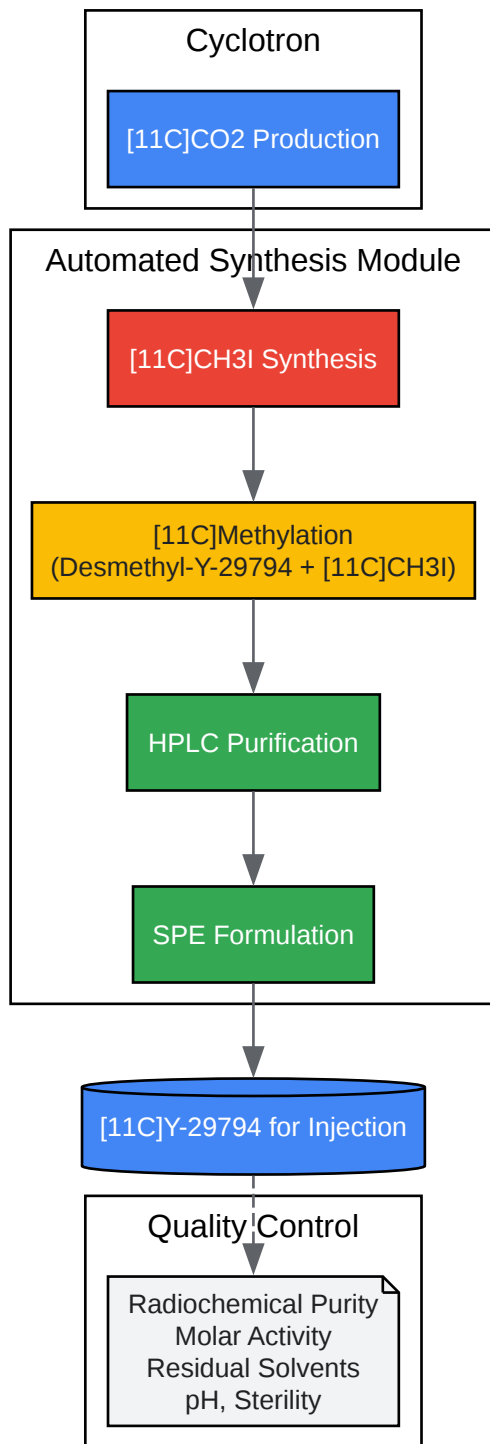 Cyclotron
[11C]CO2 Production
Automated Synthesis Module
[11C]CH3I Synthesis
[11C]Methylation
(Desmethyl-Y-29794 + [11C]CH3I)
HPLC Purification
SPE Formulation
[11C]Y-29794 for Injection
Quality Control
Radiochemical Purity
Molar Activity
Residual Solvents
pH, Sterility